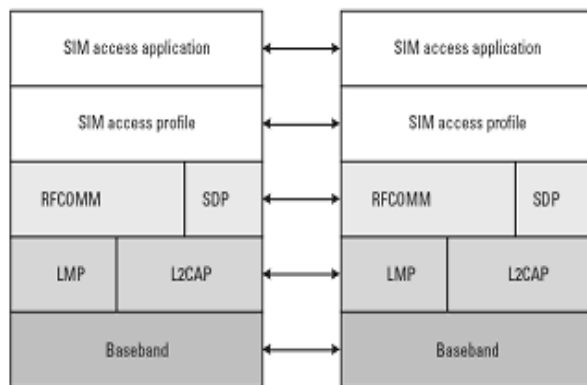 SIM access application SIM access application
SIM access profile SIM access profile
RFCOMM SDP RFCOMM SDP
LMP L2CAP LMP L2CAP
Baseband Baseband